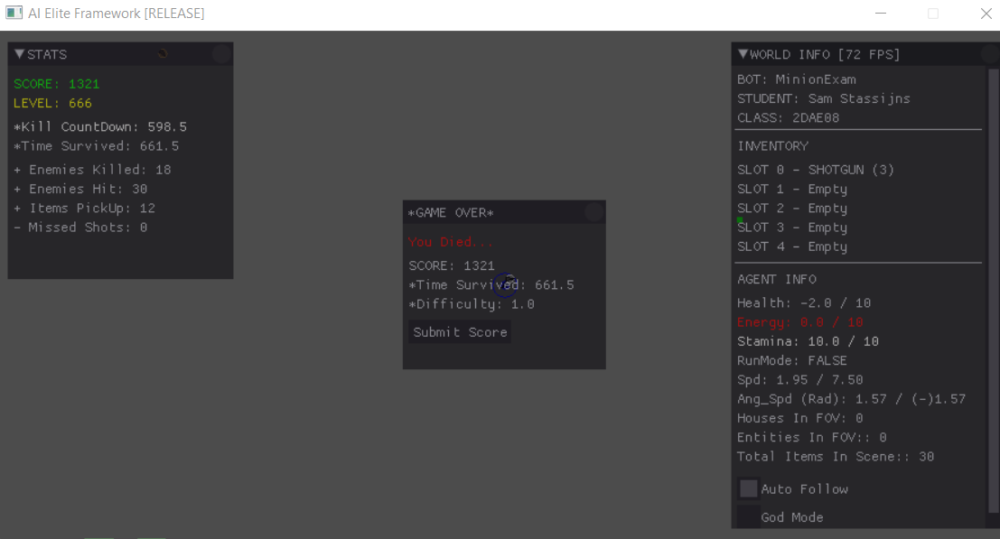 AI Elite Framework [RELEASE]
STATS
SCORE: 1321
LEVEL: 666
*Kill CountDown: 598.5
*Time Survived: 661.5
+ Enemies Killed: 18
+ Enemies Hit: 30
+ Items PickUp: 12
- Missed Shots: 0
*GAME OVER*
You Died...
SCORE: 1321
*Time Survived: 661.5
*Difficulty: 1.0
Submit Score
WORLD INFO [72 FPS]
BOT: MinionExam
STUDENT: Sam Stassijns
CLASS: 2DAE08
INVENTORY
SLOT 0 - SHOTGUN (3)
SLOT 1 - Empty
SLOT 2 - Empty
SLOT 3 - Empty
SLOT 4 - Empty
AGENT INFO
Health: -2.0 / 10
Energy: 0.0 / 10
Stamina: 10.0 / 10
RunMode: FALSE
Spd: 1.95 / 7.50
Ang_Spd (Rad): 1.57 / (-)1.57
Houses In FOV: 0
Entities In FOV:: 0
Total Items In Scene:: 30
Auto Follow
God Mode